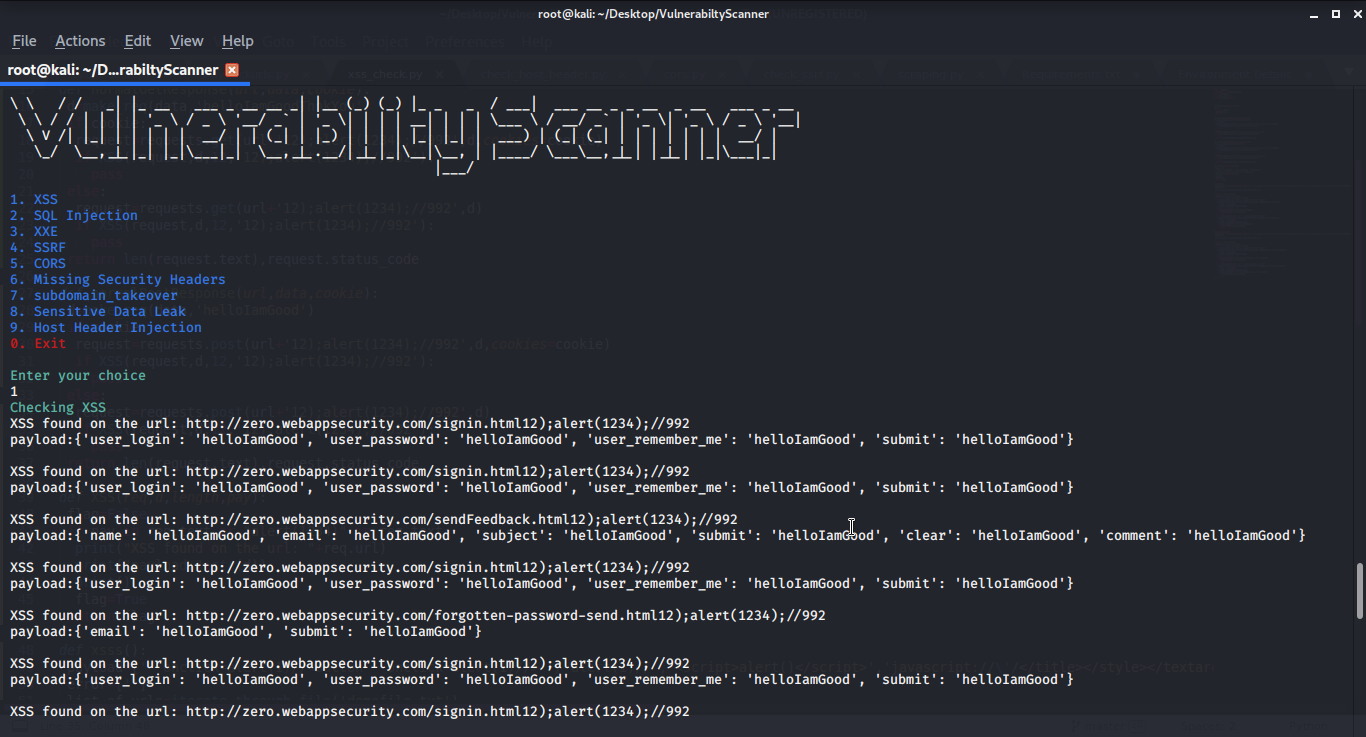 root@kali: ~/Desktop/VulnerabiltyScanner
File Actions Edit View Help
root@kali: ~/D...rabiltyScanner
xss_check.py
Vulnerability Scanner
1. XSS
2. SQL Injection
3. XXE
4. SSRF
5. CORS
6. Missing Security Headers
7. subdomain_takeover
8. Sensitive Data Leak
9. Host Header Injection
0. Exit
Enter your choice
1
Checking XSS
XSS found on the url: http://zero.webappsecurity.com/signin.html12);alert(1234);//992
payload:{'user_login': 'helloIamGood', 'user_password': 'helloIamGood', 'user_remember_me': 'helloIamGood', 'submit': 'helloIamGood'}
XSS found on the url: http://zero.webappsecurity.com/signin.html12);alert(1234);//992
payload:{'user_login': 'helloIamGood', 'user_password': 'helloIamGood', 'user_remember_me': 'helloIamGood', 'submit': 'helloIamGood'}
XSS found on the url: http://zero.webappsecurity.com/sendFeedback.html12);alert(1234);//992
payload:{'name': 'helloIamGood', 'email': 'helloIamGood', 'subject': 'helloIamGood', 'submit': 'helloIamGood', 'clear': 'helloIamGood', 'comment': 'helloIamGood'}
XSS found on the url: http://zero.webappsecurity.com/signin.html12);alert(1234);//992
payload:{'user_login': 'helloIamGood', 'user_password': 'helloIamGood', 'user_remember_me': 'helloIamGood', 'submit': 'helloIamGood'}
XSS found on the url: http://zero.webappsecurity.com/forgotten-password-send.html12);alert(1234);//992
payload:{'email': 'helloIamGood', 'submit': 'helloIamGood'}
XSS found on the url: http://zero.webappsecurity.com/signin.html12);alert(1234);//992
payload:{'user_login': 'helloIamGood', 'user_password': 'helloIamGood', 'user_remember_me': 'helloIamGood', 'submit': 'helloIamGood'}
XSS found on the url: http://zero.webappsecurity.com/signin.html12);alert(1234);//992